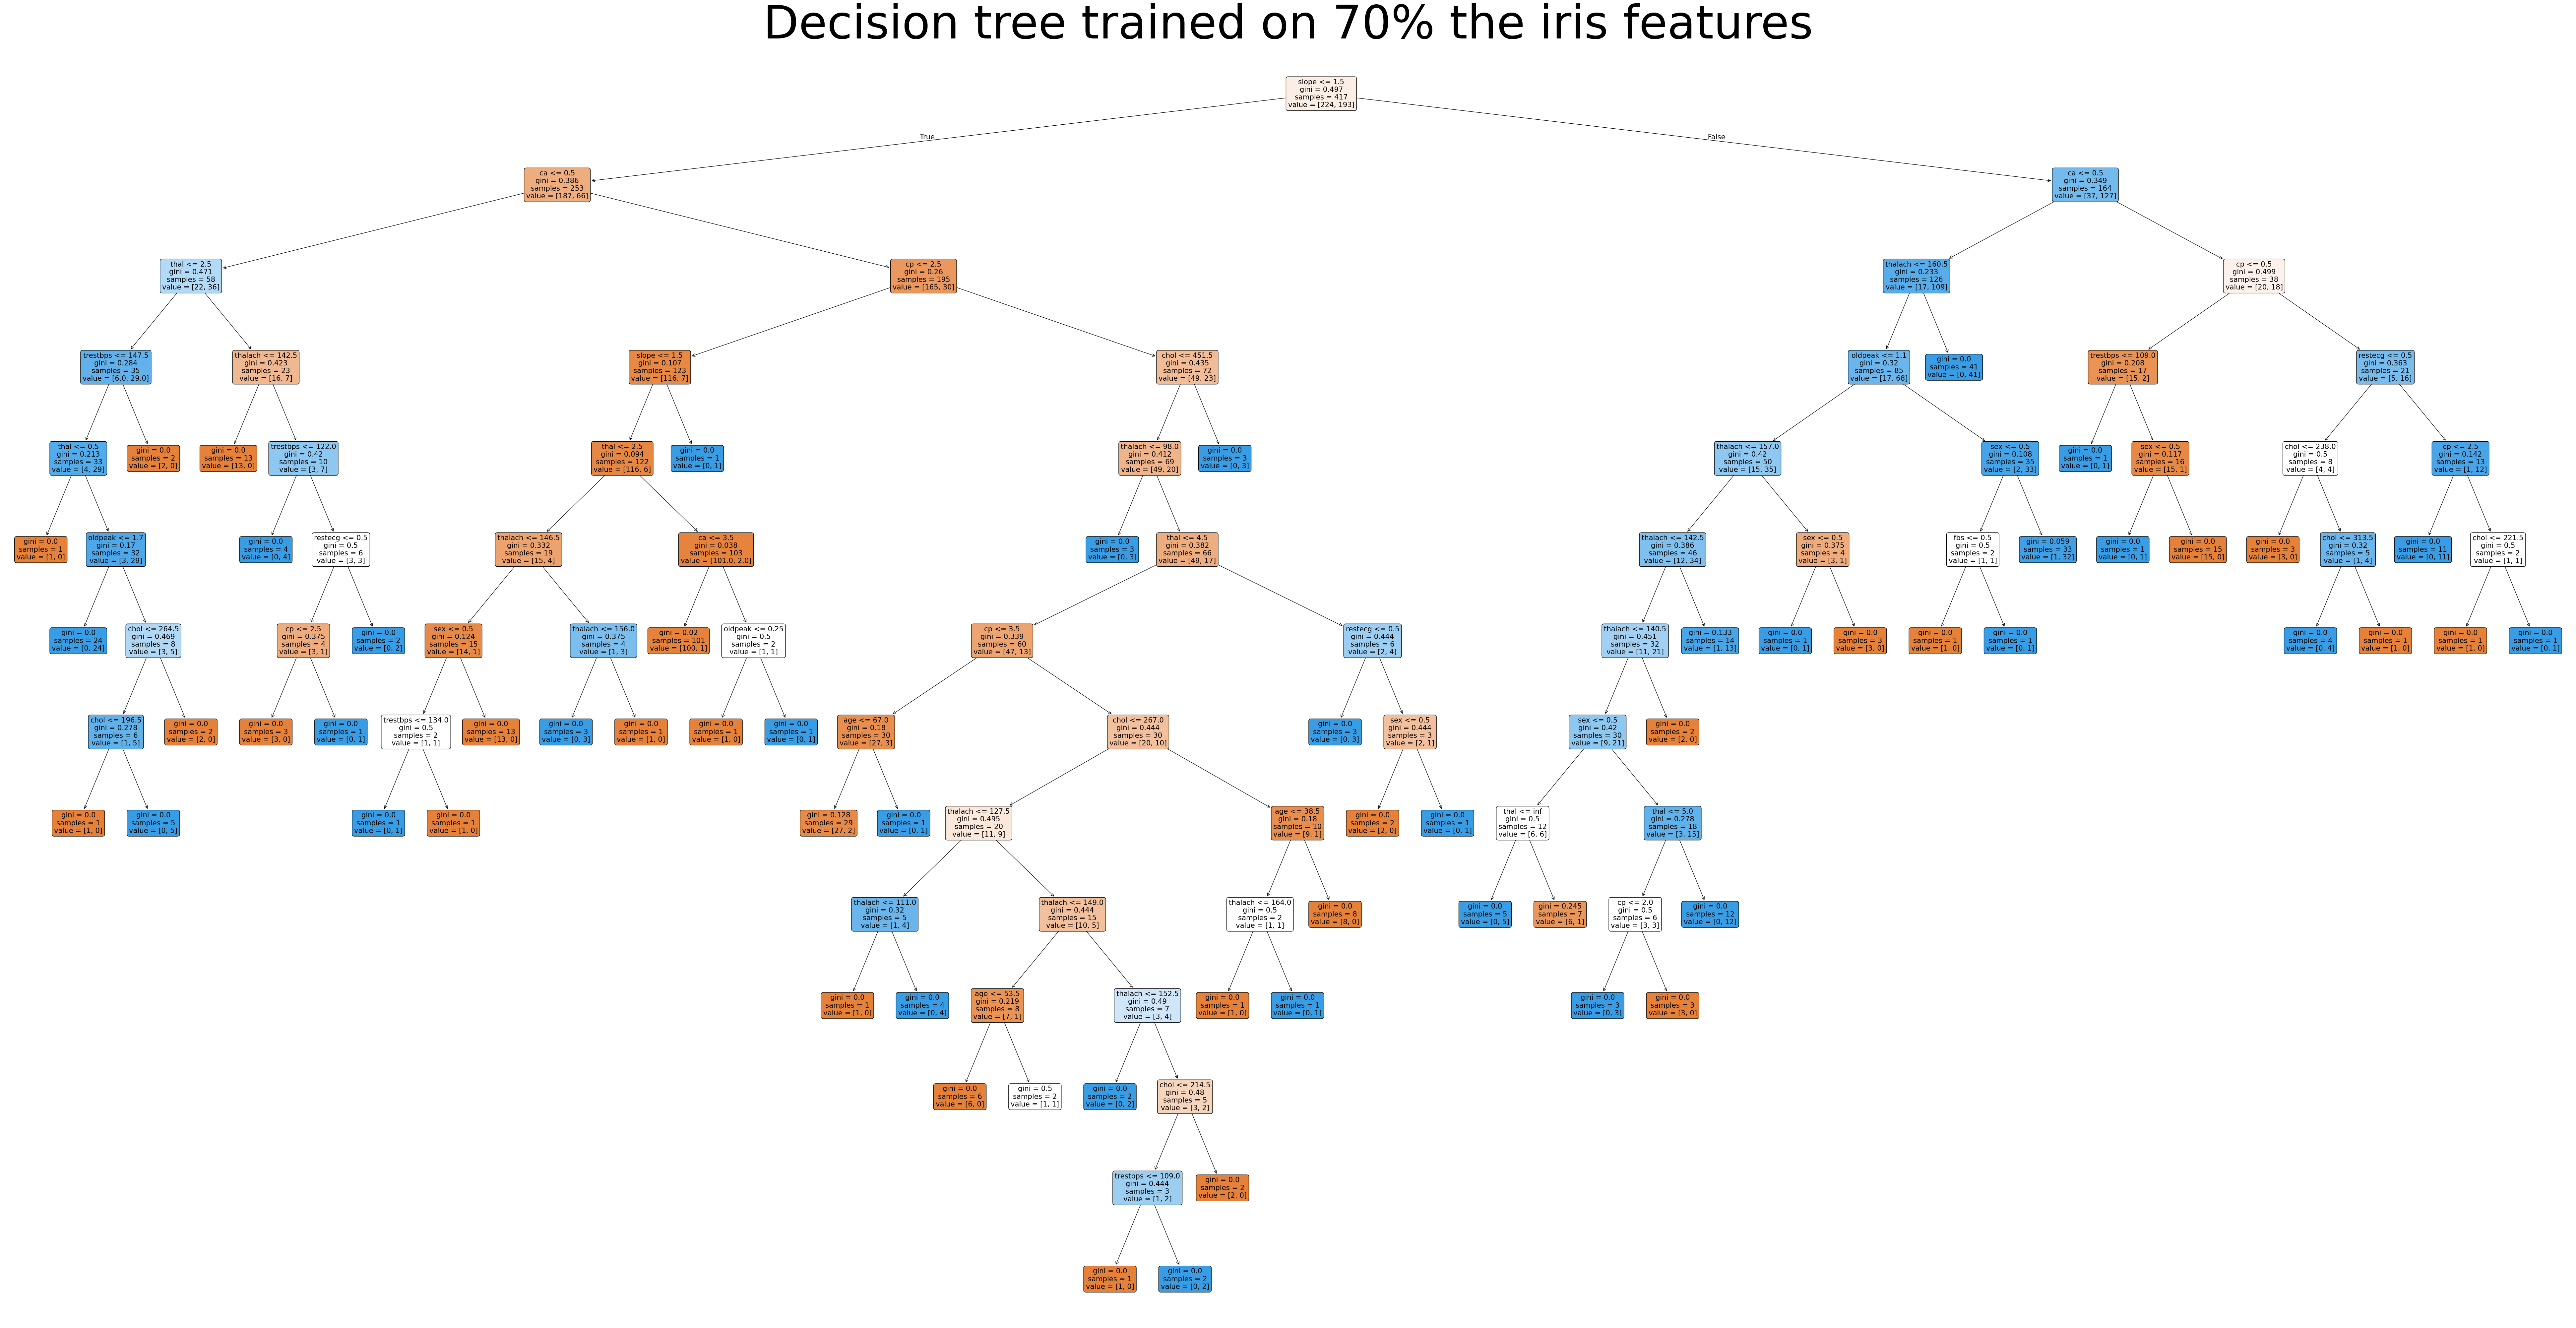 Decision tree trained on 70% the iris features
slope <= 1.5
gini = 0.497
samples = 417
value = [224, 193]
True
False
ca <= 0.5
gini = 0.386
samples = 253
value = [187, 66]
ca <= 0.5
gini = 0.349
samples = 164
value = [37, 127]
thal <= 2.5
gini = 0.471
samples = 58
value = [22, 36]
cp <= 2.5
gini = 0.26
samples = 195
value = [165, 30]
thalach <= 160.5
gini = 0.233
samples = 126
value = [17, 109]
cp <= 0.5
gini = 0.499
samples = 38
value = [20, 18]
trestbps <= 147.5
gini = 0.284
samples = 35
value = [6.0, 29.0]
thalach <= 142.5
gini = 0.423
samples = 23
value = [16, 7]
slope <= 1.5
gini = 0.107
samples = 123
value = [116, 7]
chol <= 451.5
gini = 0.435
samples = 72
value = [49, 23]
oldpeak <= 1.1
gini = 0.32
samples = 85
value = [17, 68]
gini = 0.0
samples = 41
value = [0, 41]
trestbps <= 109.0
gini = 0.208
samples = 17
value = [15, 2]
restecg <= 0.5
gini = 0.363
samples = 21
value = [5, 16]
thal <= 0.5
gini = 0.213
samples = 33
value = [4, 29]
gini = 0.0
samples = 2
value = [2, 0]
gini = 0.0
samples = 13
value = [13, 0]
trestbps <= 122.0
gini = 0.42
samples = 10
value = [3, 7]
thal <= 2.5
gini = 0.094
samples = 122
value = [116, 6]
gini = 0.0
samples = 1
value = [0, 1]
thalach <= 98.0
gini = 0.412
samples = 69
value = [49, 20]
gini = 0.0
samples = 3
value = [0, 3]
thalach <= 157.0
gini = 0.42
samples = 50
value = [15, 35]
sex <= 0.5
gini = 0.108
samples = 35
value = [2, 33]
gini = 0.0
samples = 1
value = [0, 1]
sex <= 0.5
gini = 0.117
samples = 16
value = [15, 1]
chol <= 238.0
gini = 0.5
samples = 8
value = [4, 4]
cp <= 2.5
gini = 0.142
samples = 13
value = [1, 12]
gini = 0.0
samples = 1
value = [1, 0]
oldpeak <= 1.7
gini = 0.17
samples = 32
value = [3, 29]
gini = 0.0
samples = 4
value = [0, 4]
restecg <= 0.5
gini = 0.5
samples = 6
value = [3, 3]
thalach <= 146.5
gini = 0.332
samples = 19
value = [15, 4]
ca <= 3.5
gini = 0.038
samples = 103
value = [101.0, 2.0]
gini = 0.0
samples = 3
value = [0, 3]
thal <= 4.5
gini = 0.382
samples = 66
value = [49, 17]
thalach <= 142.5
gini = 0.386
samples = 46
value = [12, 34]
sex <= 0.5
gini = 0.375
samples = 4
value = [3, 1]
fbs <= 0.5
gini = 0.5
samples = 2
value = [1, 1]
gini = 0.059
samples = 33
value = [1, 32]
gini = 0.0
samples = 1
value = [0, 1]
gini = 0.0
samples = 15
value = [15, 0]
gini = 0.0
samples = 3
value = [3, 0]
chol <= 313.5
gini = 0.32
samples = 5
value = [1, 4]
gini = 0.0
samples = 11
value = [0, 11]
chol <= 221.5
gini = 0.5
samples = 2
value = [1, 1]
gini = 0.0
samples = 24
value = [0, 24]
chol <= 264.5
gini = 0.469
samples = 8
value = [3, 5]
cp <= 2.5
gini = 0.375
samples = 4
value = [3, 1]
gini = 0.0
samples = 2
value = [0, 2]
sex <= 0.5
gini = 0.124
samples = 15
value = [14, 1]
thalach <= 156.0
gini = 0.375
samples = 4
value = [1, 3]
gini = 0.02
samples = 101
value = [100, 1]
oldpeak <= 0.25
gini = 0.5
samples = 2
value = [1, 1]
cp <= 3.5
gini = 0.339
samples = 60
value = [47, 13]
restecg <= 0.5
gini = 0.444
samples = 6
value = [2, 4]
thalach <= 140.5
gini = 0.451
samples = 32
value = [11, 21]
gini = 0.133
samples = 14
value = [1, 13]
gini = 0.0
samples = 1
value = [0, 1]
gini = 0.0
samples = 3
value = [3, 0]
gini = 0.0
samples = 1
value = [1, 0]
gini = 0.0
samples = 1
value = [0, 1]
gini = 0.0
samples = 4
value = [0, 4]
gini = 0.0
samples = 1
value = [1, 0]
gini = 0.0
samples = 1
value = [1, 0]
gini = 0.0
samples = 1
value = [0, 1]
chol <= 196.5
gini = 0.278
samples = 6
value = [1, 5]
gini = 0.0
samples = 2
value = [2, 0]
gini = 0.0
samples = 3
value = [3, 0]
gini = 0.0
samples = 1
value = [0, 1]
trestbps <= 134.0
gini = 0.5
samples = 2
value = [1, 1]
gini = 0.0
samples = 13
value = [13, 0]
gini = 0.0
samples = 3
value = [0, 3]
gini = 0.0
samples = 1
value = [1, 0]
gini = 0.0
samples = 1
value = [1, 0]
gini = 0.0
samples = 1
value = [0, 1]
age <= 67.0
gini = 0.18
samples = 30
value = [27, 3]
chol <= 267.0
gini = 0.444
samples = 30
value = [20, 10]
gini = 0.0
samples = 3
value = [0, 3]
sex <= 0.5
gini = 0.444
samples = 3
value = [2, 1]
sex <= 0.5
gini = 0.42
samples = 30
value = [9, 21]
gini = 0.0
samples = 2
value = [2, 0]
gini = 0.0
samples = 1
value = [1, 0]
gini = 0.0
samples = 5
value = [0, 5]
gini = 0.0
samples = 1
value = [0, 1]
gini = 0.0
samples = 1
value = [1, 0]
gini = 0.128
samples = 29
value = [27, 2]
gini = 0.0
samples = 1
value = [0, 1]
thalach <= 127.5
gini = 0.495
samples = 20
value = [11, 9]
age <= 38.5
gini = 0.18
samples = 10
value = [9, 1]
gini = 0.0
samples = 2
value = [2, 0]
gini = 0.0
samples = 1
value = [0, 1]
thal <= inf
gini = 0.5
samples = 12
value = [6, 6]
thal <= 5.0
gini = 0.278
samples = 18
value = [3, 15]
thalach <= 111.0
gini = 0.32
samples = 5
value = [1, 4]
thalach <= 149.0
gini = 0.444
samples = 15
value = [10, 5]
thalach <= 164.0
gini = 0.5
samples = 2
value = [1, 1]
gini = 0.0
samples = 8
value = [8, 0]
gini = 0.0
samples = 5
value = [0, 5]
gini = 0.245
samples = 7
value = [6, 1]
cp <= 2.0
gini = 0.5
samples = 6
value = [3, 3]
gini = 0.0
samples = 12
value = [0, 12]
gini = 0.0
samples = 1
value = [1, 0]
gini = 0.0
samples = 4
value = [0, 4]
age <= 53.5
gini = 0.219
samples = 8
value = [7, 1]
thalach <= 152.5
gini = 0.49
samples = 7
value = [3, 4]
gini = 0.0
samples = 1
value = [1, 0]
gini = 0.0
samples = 1
value = [0, 1]
gini = 0.0
samples = 3
value = [0, 3]
gini = 0.0
samples = 3
value = [3, 0]
gini = 0.0
samples = 6
value = [6, 0]
gini = 0.5
samples = 2
value = [1, 1]
gini = 0.0
samples = 2
value = [0, 2]
chol <= 214.5
gini = 0.48
samples = 5
value = [3, 2]
trestbps <= 109.0
gini = 0.444
samples = 3
value = [1, 2]
gini = 0.0
samples = 2
value = [2, 0]
gini = 0.0
samples = 1
value = [1, 0]
gini = 0.0
samples = 2
value = [0, 2]